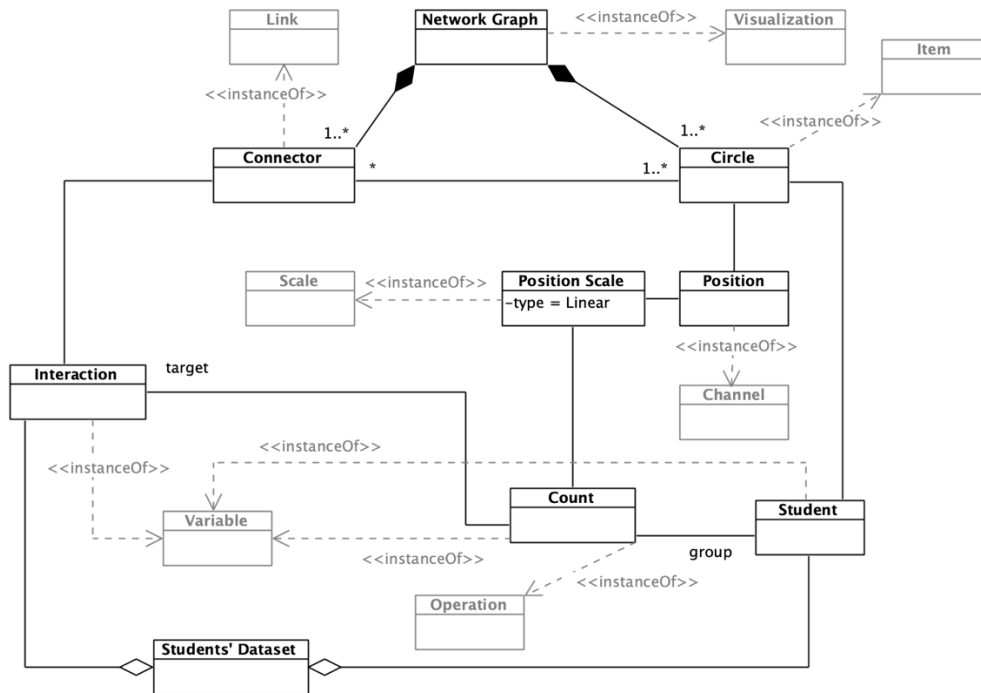 Link
Network Graph
<<instanceOf>>
Visualization
Item
<<instanceOf>>
<<instanceOf>>
1..*
1..*
Connector
*
1..*
Circle
Scale
<<instanceOf>>
Position Scale
-type = Linear
Position
<<instanceOf>>
Interaction
target
Channel
<<instanceOf>>
<<instanceOf>>
Count
Student
Variable
<<instanceOf>>
group
<<instanceOf>>
Operation
Students' Dataset